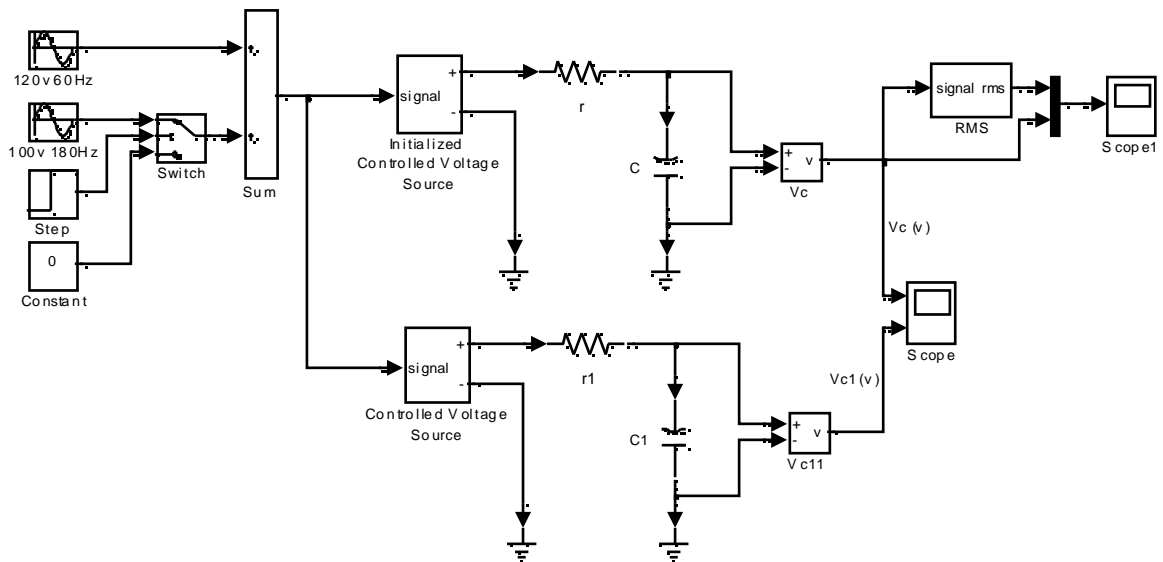 120v 60Hz
100v 180Hz
Switch
Step
0
Constant
Sum
+
signal
-
Initialized
Controlled Voltage
Source
r
C
+
-
v
Vc
signal rms
RMS
Scope1
Vc (v)
Scope
+
signal
-
Controlled Voltage
Source
r1
C1
+
-
v
Vc11
Vc1 (v)